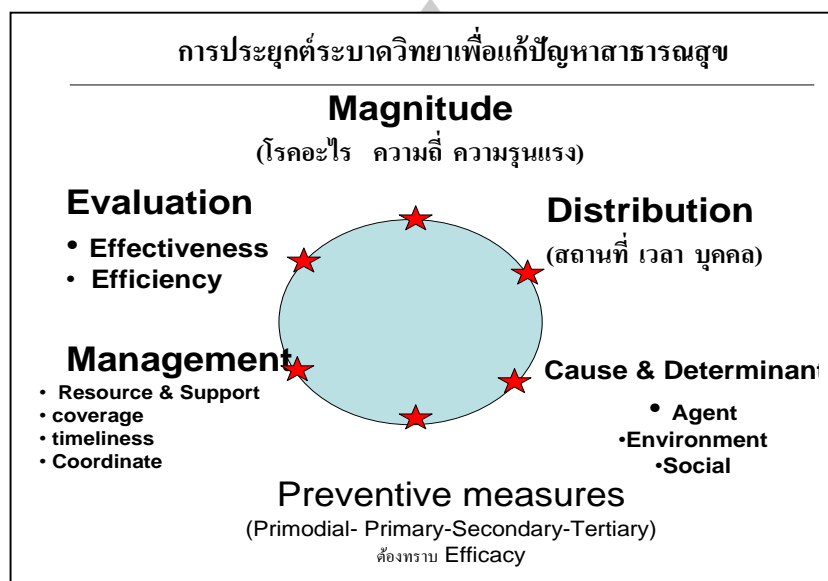 การประยุกต์ระบาดวิทยาเพื่อแก้ปัญหาสาธารณสุข
Magnitude
(โรคอะไร ความถี่ ความรุนแรง)
Evaluation
• Effectiveness
• Efficiency
Distribution
(สถานที่ เวลา บุคคล)
Management
• Resource & Support
• coverage
• timeliness
• Coordinate
Cause & Determinant
• Agent
•Environment
•Social
Preventive measures
(Primodial- Primary-Secondary-Tertiary)
ต้องทราบ Efficacy